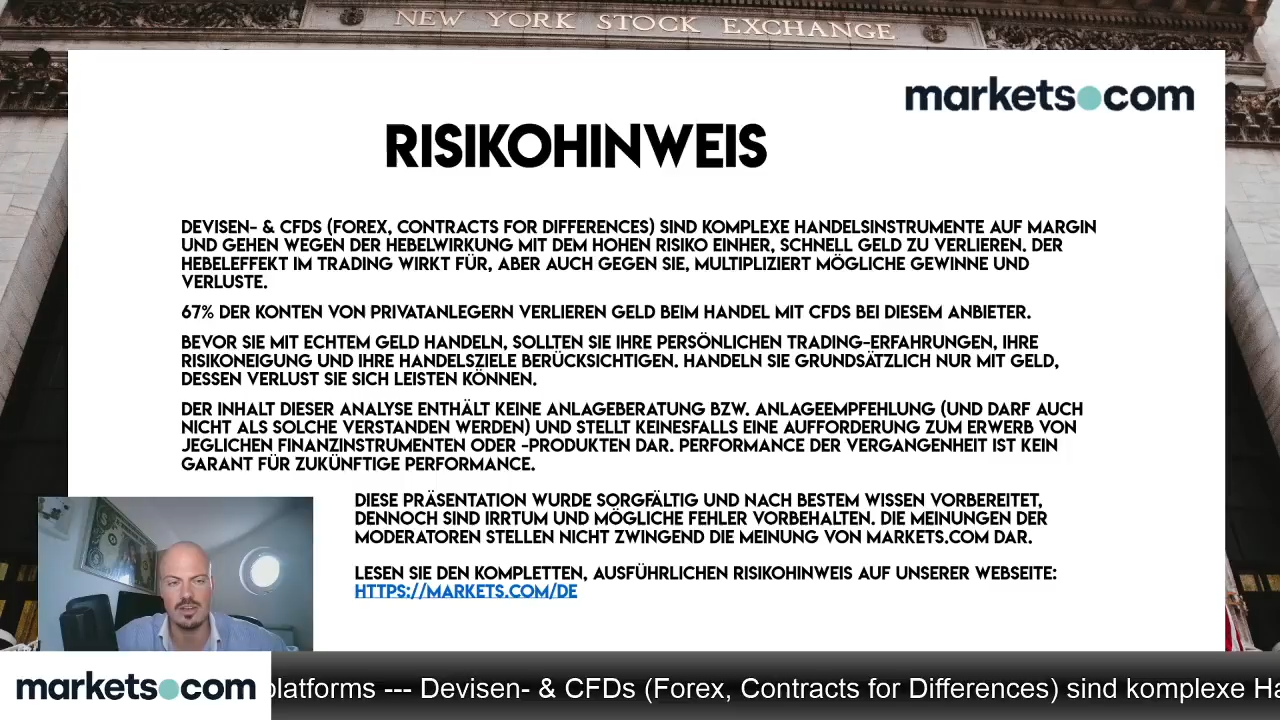 NEW YORK STOCK EXCHANGE
markets.com
RISIKOHINWEIS
DEVISEN- & CFDS (FOREX, CONTRACTS FOR DIFFERENCES) SIND KOMPLEXE HANDELSINSTRUMENTE AUF MARGIN
UND GEHEN WEGEN DER HEBELWIRKUNG MIT DEM HOHEN RISIKO EINHER, SCHNELL GELD ZU VERLIEREN. DER
HEBELEFFEKT IM TRADING WIRKT FÜR, ABER AUCH GEGEN SIE, MULTIPLIZIERT MÖGLICHE GEWINNE UND
VERLUSTE.
67% DER KONTEN VON PRIVATANLEGERN VERLIEREN GELD BEIM HANDEL MIT CFDS BEI DIESEM ANBIETER.
BEVOR SIE MIT ECHTEM GELD HANDELN, SOLLTEN SIE IHRE PERSÖNLICHEN TRADING-ERFAHRUNGEN, IHRE
RISIKONEIGUNG UND IHRE HANDELSZIELE BERÜCKSICHTIGEN. HANDELN SIE GRUNDSÄTZLICH NUR MIT GELD,
DESSEN VERLUST SIE SICH LEISTEN KÖNNEN.
DER INHALT DIESER ANALYSE ENTHÄLT KEINE ANLAGEBERATUNG BZW. ANLAGEEMPFEHLUNG (UND DARF AUCH
NICHT ALS SOLCHE VERSTANDEN WERDEN) UND STELLT KEINESFALLS EINE AUFFORDERUNG ZUM ERWERB VON
JEGLICHEN FINANZINSTRUMENTEN ODER -PRODUKTEN DAR. PERFORMANCE DER VERGANGENHEIT IST KEIN
GARANT FÜR ZUKÜNFTIGE PERFORMANCE.
DIESE PRÄSENTATION WURDE SORGFÄLTIG UND NACH BESTEM WISSEN VORBEREITET,
DENNOCH SIND IRRTUM UND MÖGLICHE FEHLER VORBEHALTEN. DIE MEINUNGEN DER
MODERATOREN STELLEN NICHT ZWINGEND DIE MEINUNG VON MARKETS.COM DAR.
LESEN SIE DEN KOMPLETTEN, AUSFÜHRLICHEN RISIKOHINWEIS AUF UNSERER WEBSEITE:
HTTPS://MARKETS.COM/DE
markets.com
platforms --- Devisen- & CFDs (Forex, Contracts for Differences) sind komplexe Ha